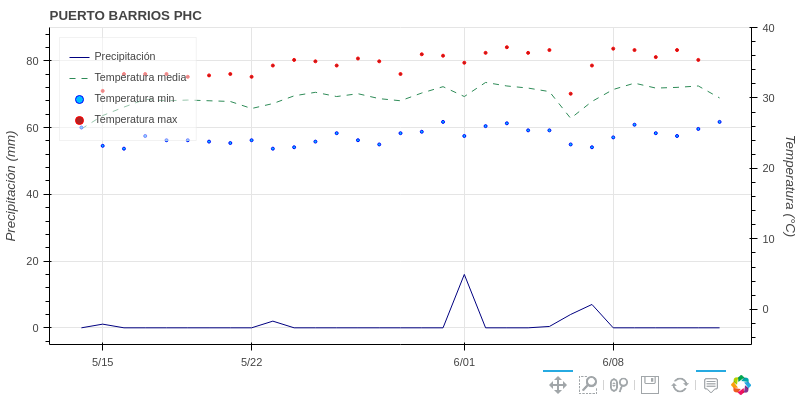 PUERTO BARRIOS PHC
Precipitación
Temperatura media
Temperatura min
Temperatura max
Precipitación (mm)
80
60
40
20
0
Temperatura (°C)
40
30
20
10
0
5/15
5/22
6/01
6/08